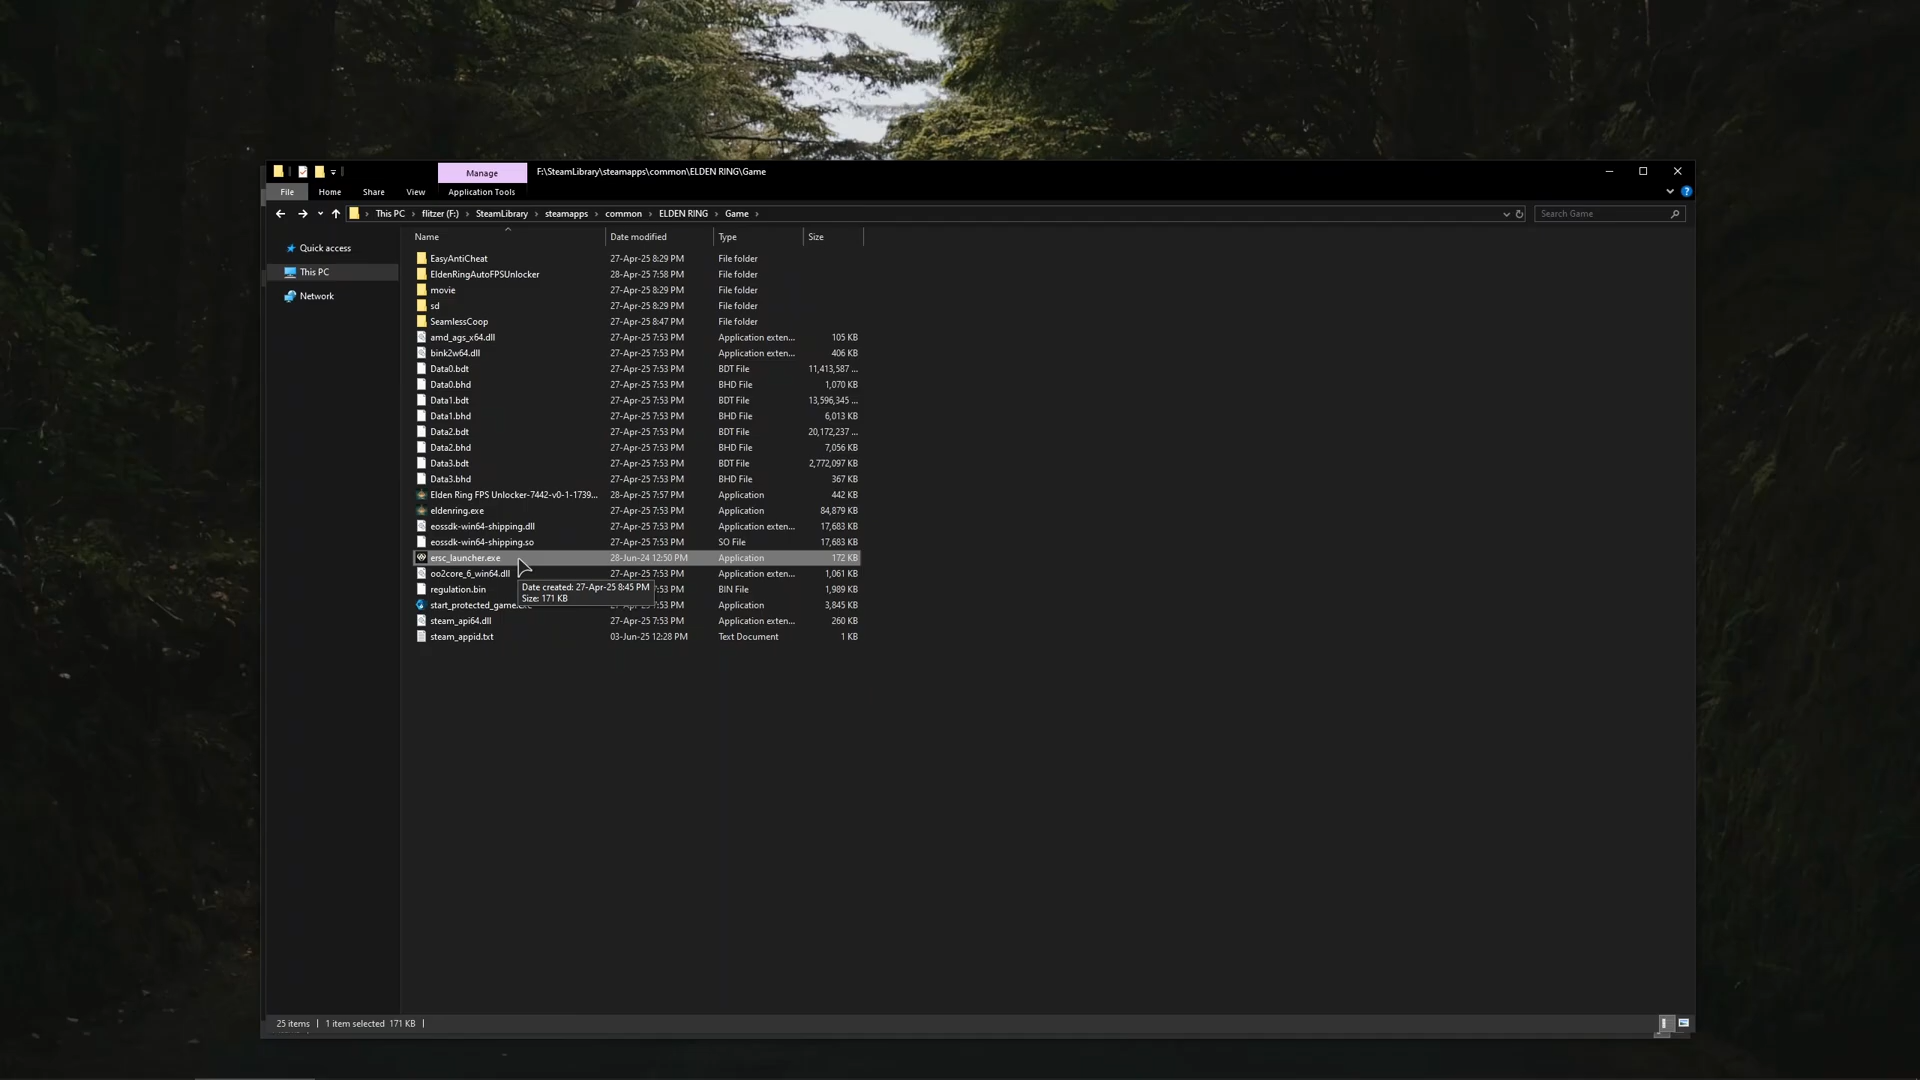 Manage
F:\SteamLibrary\steamapps\common\ELDEN RING\Game
File Home Share View Application Tools
This PC flitzer (F:) SteamLibrary steamapps common ELDEN RING Game
Search Game
Quick access
This PC
Network
Name Date modified Type Size
EasyAntiCheat 27-Apr-25 8:29 PM File folder
EldenRingAutoFPSUnlocker 28-Apr-25 7:58 PM File folder
movie 27-Apr-25 8:29 PM File folder
sd 27-Apr-25 8:29 PM File folder
SeamlessCoop 27-Apr-25 8:47 PM File folder
amd_ags_x64.dll 27-Apr-25 7:53 PM Application exten... 105 KB
bink2w64.dll 27-Apr-25 7:53 PM Application exten... 406 KB
Data0.bdt 27-Apr-25 7:53 PM BDT File 11,413,587 ...
Data0.bhd 27-Apr-25 7:53 PM BHD File 1,070 KB
Data1.bdt 27-Apr-25 7:53 PM BDT File 13,596,345 ...
Data1.bhd 27-Apr-25 7:53 PM BHD File 6,013 KB
Data2.bdt 27-Apr-25 7:53 PM BDT File 20,172,237 ...
Data2.bhd 27-Apr-25 7:53 PM BHD File 7,056 KB
Data3.bdt 27-Apr-25 7:53 PM BDT File 2,772,097 KB
Data3.bhd 27-Apr-25 7:53 PM BHD File 367 KB
Elden Ring FPS Unlocker-7442-v0-1-1739... 28-Apr-25 7:57 PM Application 442 KB
eldenring.exe 27-Apr-25 7:53 PM Application 84,879 KB
eossdk-win64-shipping.dll 27-Apr-25 7:53 PM Application exten... 17,683 KB
eossdk-win64-shipping.so 27-Apr-25 7:53 PM SO File 17,683 KB
ersc_launcher.exe 28-Jun-24 12:50 PM Application 172 KB
oo2core_6_win64.dll 27-Apr-25 7:53 PM Application exten... 1,061 KB
Date created: 27-Apr-25 8:45 PM
Size: 171 KB
regulation.bin 7:53 PM BIN File 1,989 KB
start_protected_game.exe 27-Apr-25 7:53 PM Application 3,845 KB
steam_api64.dll 27-Apr-25 7:53 PM Application exten... 260 KB
steam_appid.txt 03-Jun-25 12:28 PM Text Document 1 KB
25 items 1 item selected 171 KB